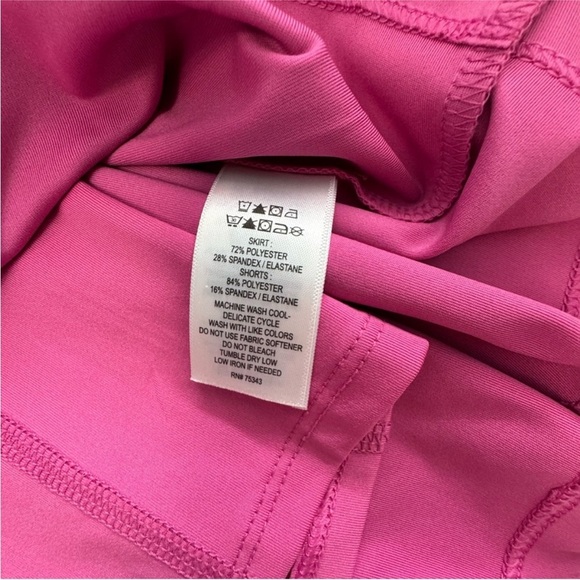 SKIRT :
72% POLYESTER
28% SPANDEX / ELASTANE
SHORTS :
84% POLYESTER
16% SPANDEX / ELASTANE
MACHINE WASH COOL-
DELICATE CYCLE
WASH WITH LIKE COLORS
DO NOT USE FABRIC SOFTENER
DO NOT BLEACH
TUMBLE DRY LOW
LOW IRON IF NEEDED
RN# 75343